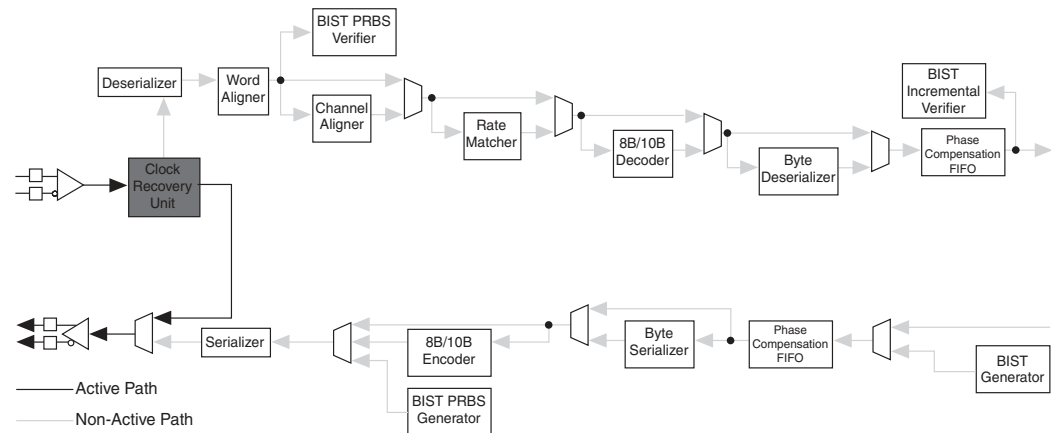 BIST PRBS
Verifier
Deserializer
Word
Aligner
Channel
Aligner
Rate
Matcher
8B/10B
Decoder
Byte
Deserializer
BIST
Incremental
Verifier
Phase
Compensation
FIFO
Clock
Recovery
Unit
Serializer
8B/10B
Encoder
BIST PRBS
Generator
Byte
Serializer
Phase
Compensation
FIFO
BIST
Generator
Active Path
Non-Active Path